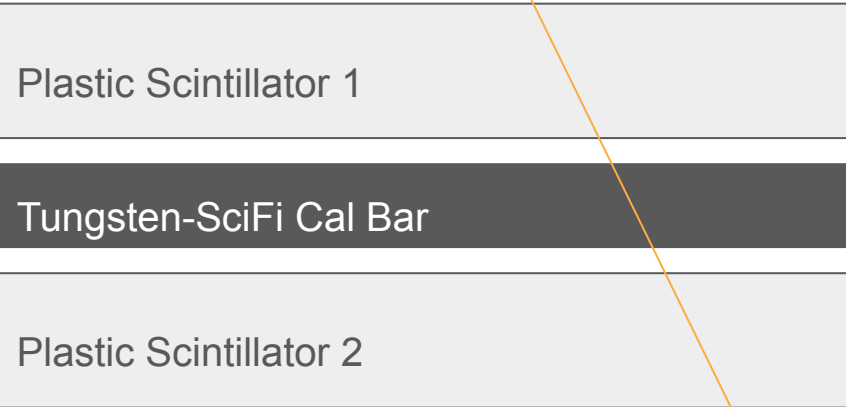 Plastic Scintillator 1
Tungsten-SciFi Cal Bar
Plastic Scintillator 2